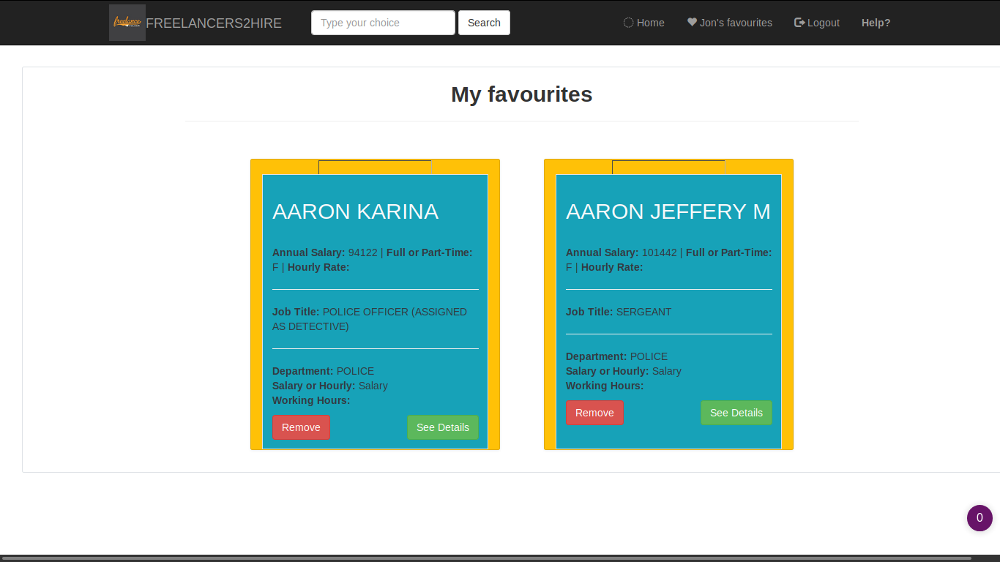 freelance
FREELANCERS2HIRE
Type your choice
Search
Home
Jon's favourites
Logout
Help?
My favourites
AARON KARINA
Annual Salary: 94122 | Full or Part-Time:
F | Hourly Rate:
Job Title: POLICE OFFICER (ASSIGNED
AS DETECTIVE)
Department: POLICE
Salary or Hourly: Salary
Working Hours:
Remove
See Details
AARON JEFFERY M
Annual Salary: 101442 | Full or Part-Time:
F | Hourly Rate:
Job Title: SERGEANT
Department: POLICE
Salary or Hourly: Salary
Working Hours:
Remove
See Details
0